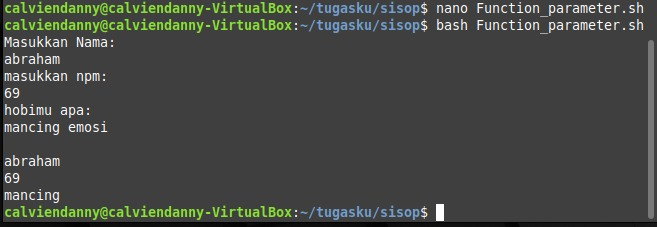 calviendanny@calviendanny-VirtualBox:~/tugasku/sisop$ nano Function_parameter.sh
calviendanny@calviendanny-VirtualBox:~/tugasku/sisop$ bash Function_parameter.sh
Masukkan Nama:
abraham
masukkan npm:
69
hobimu apa:
mancing emosi

abraham
69
mancing
calviendanny@calviendanny-VirtualBox:~/tugasku/sisop$